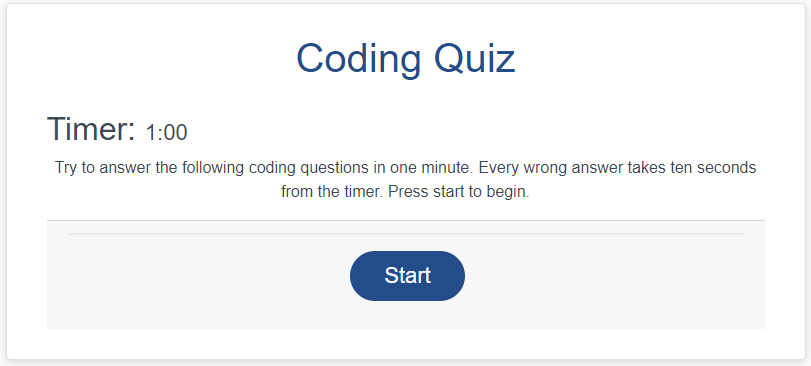 Coding Quiz
Timer: 1:00
Try to answer the following coding questions in one minute. Every wrong answer takes ten seconds
from the timer. Press start to begin.
Start